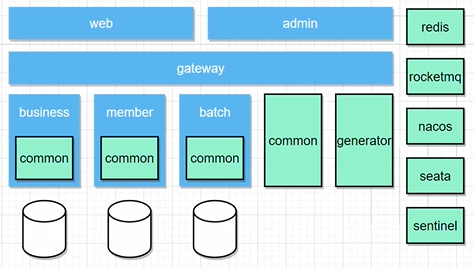 web
admin
redis
gateway
rocketmq
business
member
batch
common
common
common
common
generator
nacos
seata
sentinel